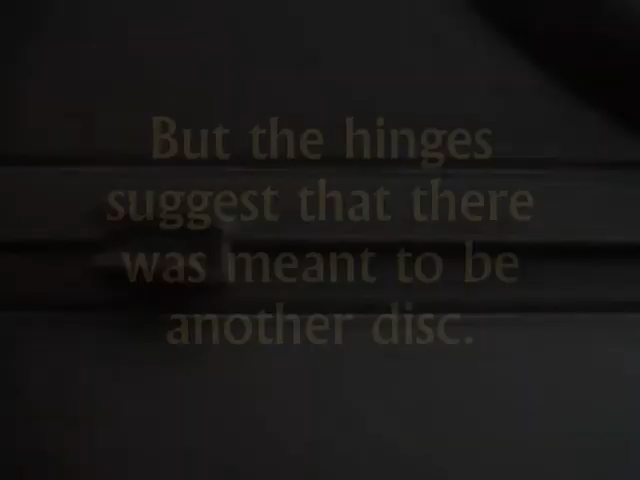 But the hinges
suggest that there
was meant to be
another disc.